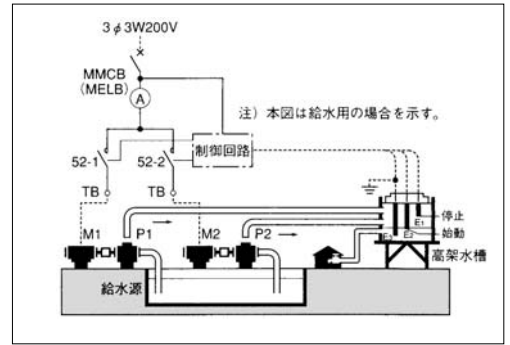 3φ3W200V
MMCB
(MELB)
A
注）本図は給水用の場合を示す。
52-1
52-2
制御回路
TB
TB
M1
P1
M2
P2
E1
停止
E2
始動
E3
高架水槽
給水源